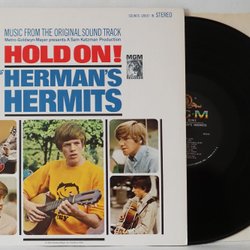 STEREO
MUSIC FROM THE ORIGINAL SOUND TRACK
Metro-Goldwyn-Mayer presents A Sam Katzman Production
HOLD ON!
MGM
HERMAN'S
HERMITS